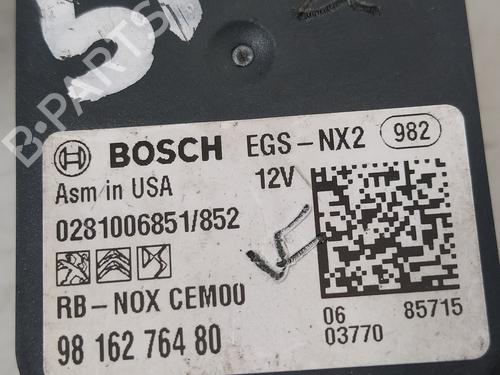 BOSCH EGS-NX2 982
Asm in USA 12V
0281006851/852
RB-NOX CEM00
98 162 764 80
06 85715
03770
B-PARTS